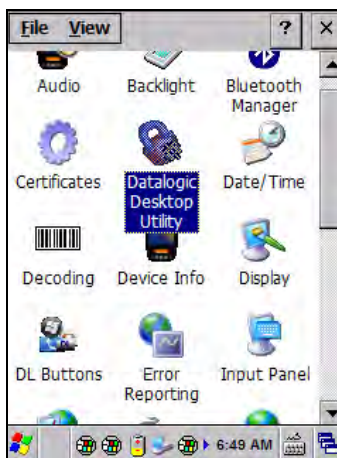 File View ? ×
Audio Backlight Bluetooth
Manager
Certificates Datalogic Date/Time
Desktop
Utility
Decoding Device Info Display
DL Buttons Error Input Panel
Reporting
6:49 AM